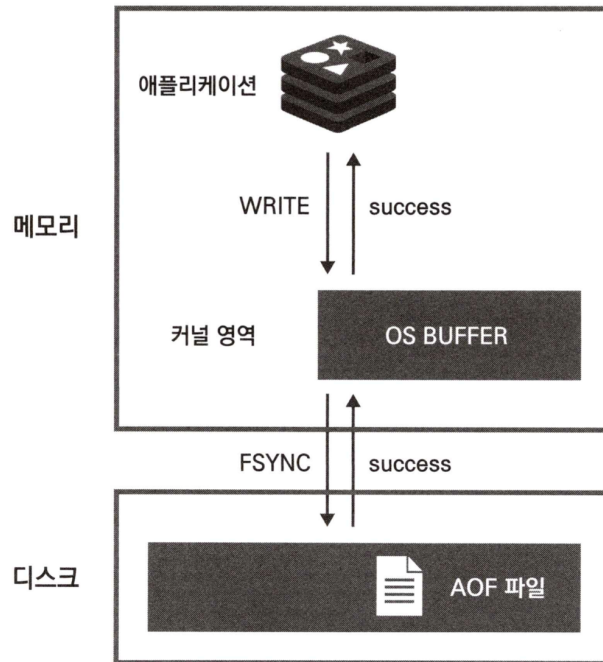 애플리케이션
WRITE
success
메모리
커널 영역
OS BUFFER
FSYNC
success
디스크
AOF 파일